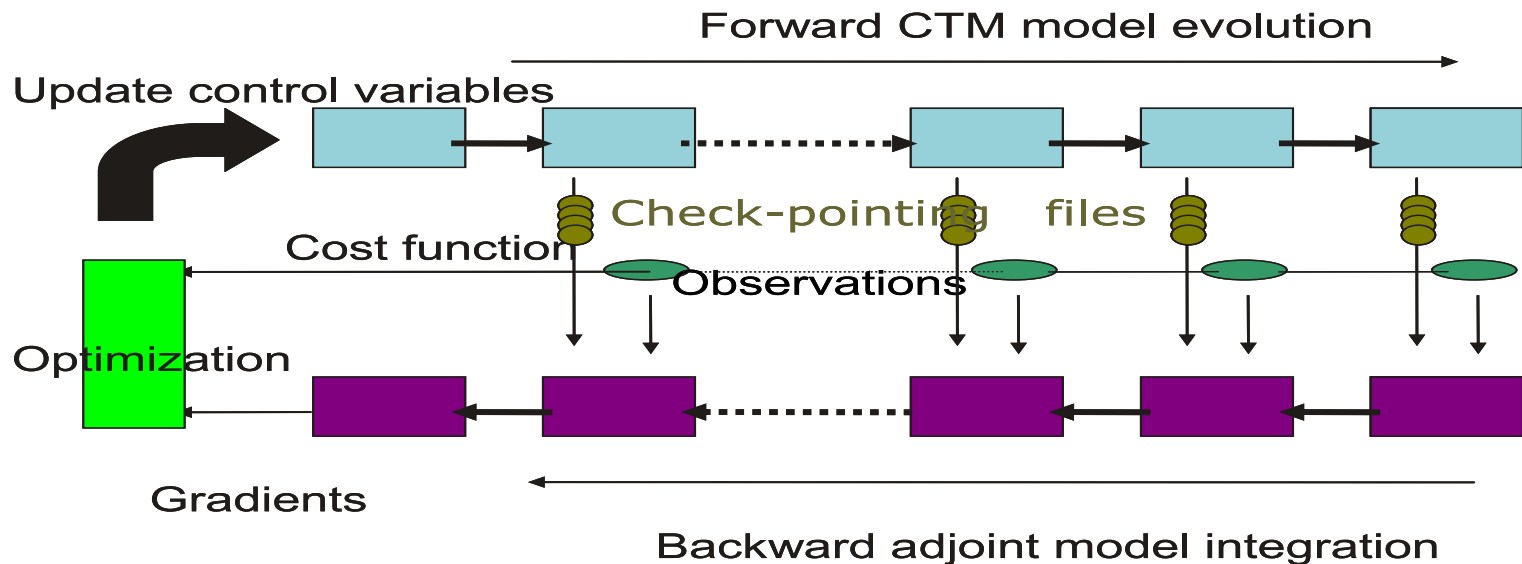 Forward CTM model evolution
Update control variables
Check-pointing files
Cost function
Observations
Optimization
Gradients
Backward adjoint model integration